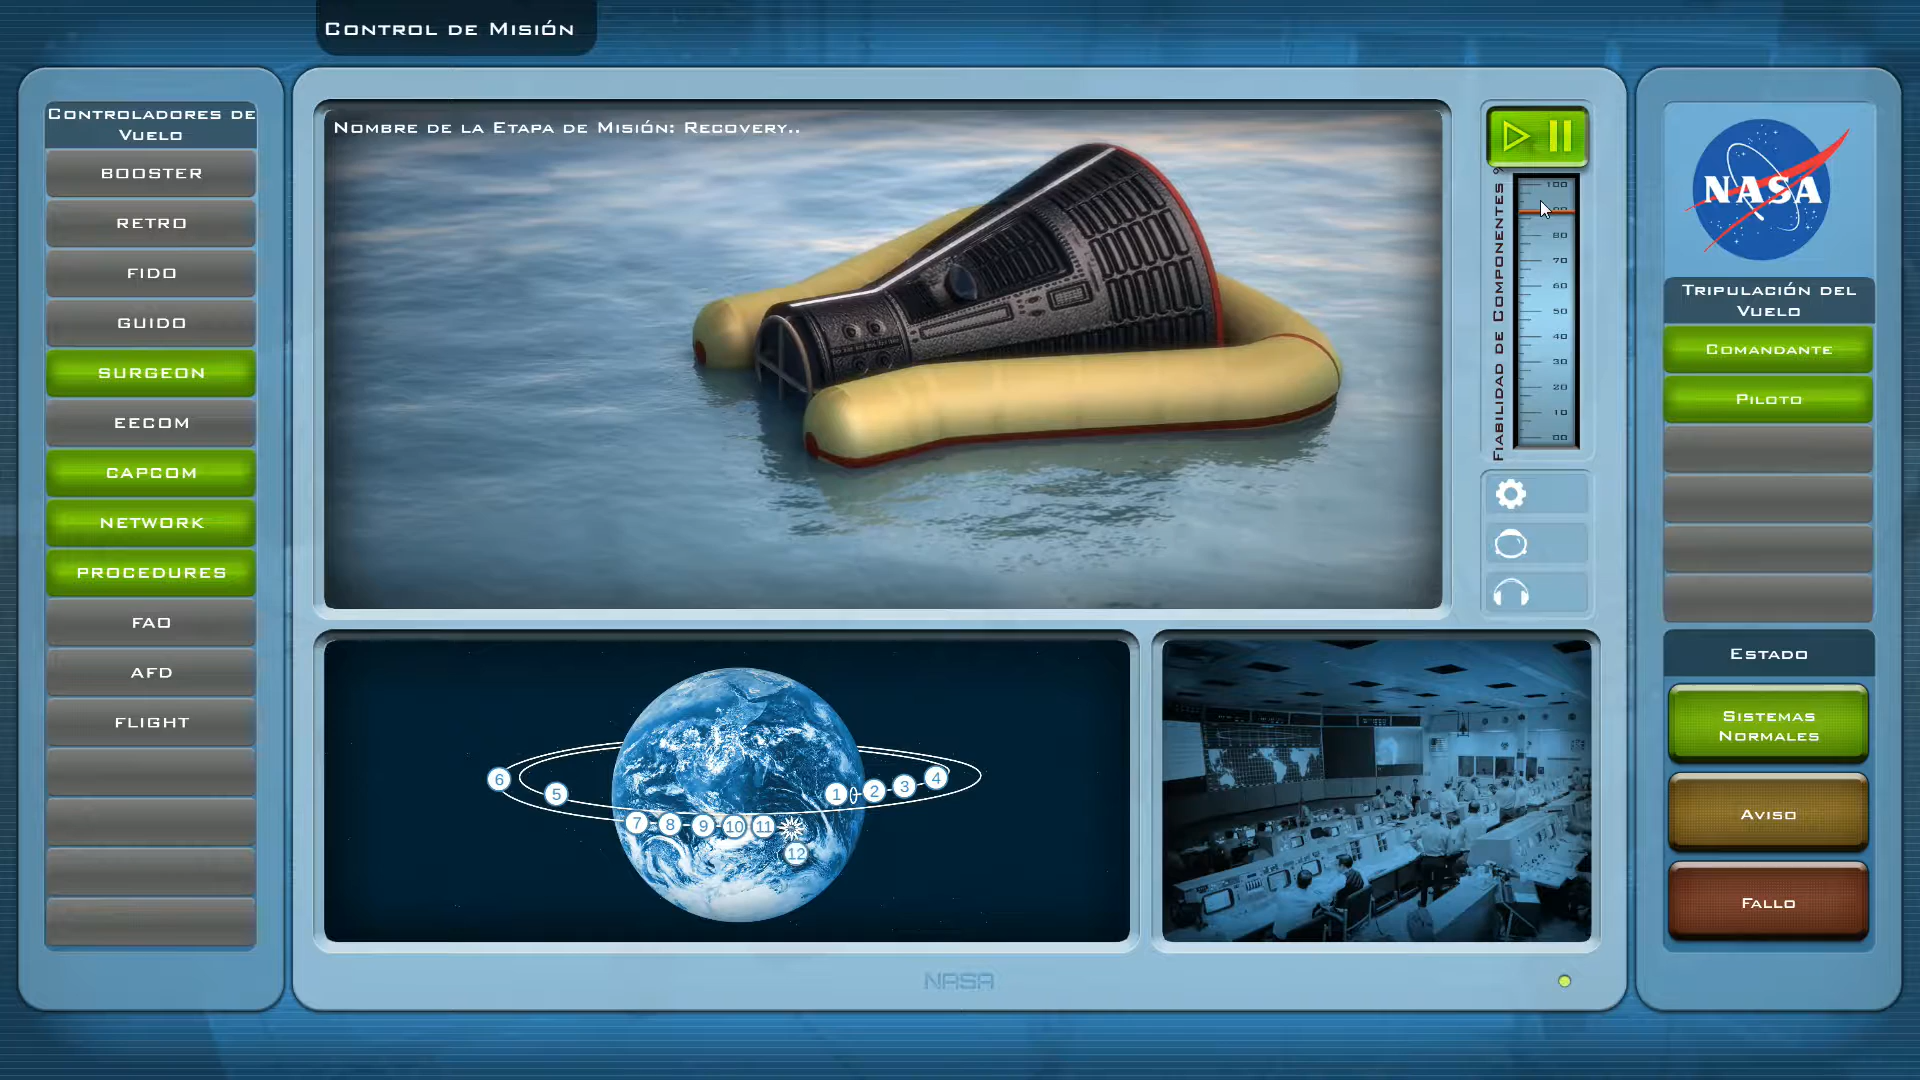 Control de Misión
Controladores de
Vuelo
BOOSTER
RETRO
FIDO
GUIDO
SURGEON
EECOM
CAPCOM
NETWORK
PROCEDURES
FAO
AFD
FLIGHT
Nombre de la Etapa de Misión: Recovery..
Fiabilidad de Componentes %
100
80
70
60
50
40
30
20
10
00
NASA
Tripulación del
Vuelo
Comandante
Piloto
Estado
Sistemas
Normales
Aviso
Fallo
6
5
1
2
3
4
7
8
9
10
11
12
NASA